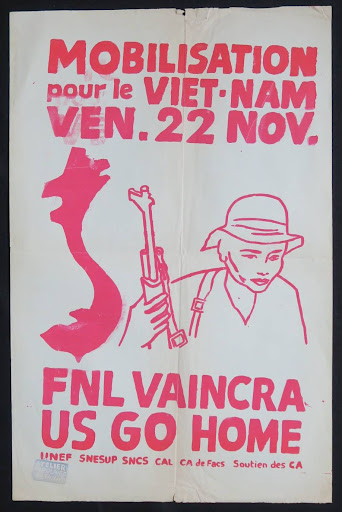 MOBILISATION
pour le VIET-NAM
VEN. 22 NOV.
FNL VAINCRA
US GO HOME
UNEF SNESUP SNCS CAL CA de Facs Soutien des CA
ATELIER